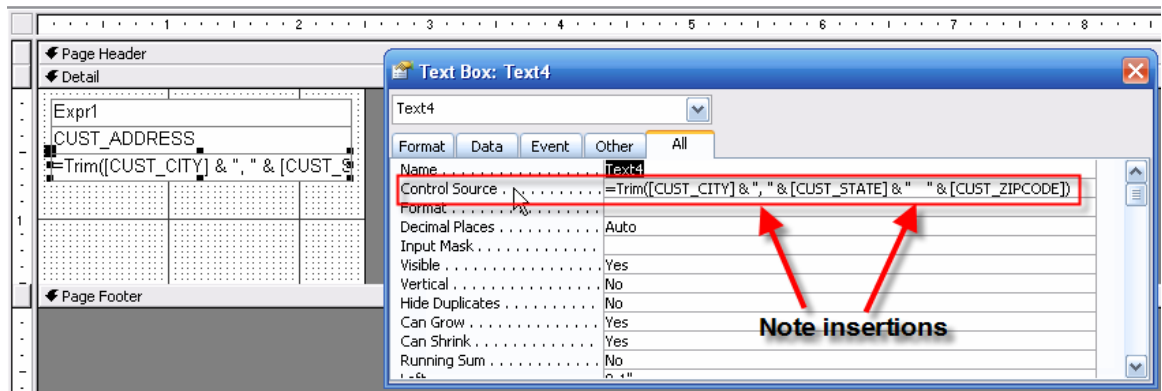 1 2 3 4 5 6 7 8
Page Header
Detail
Expr1
CUST_ADDRESS
=Trim([CUST_CITY] & ", " & [CUST_S
1
Page Footer
Text Box: Text4
Text4
Format Data Event Other All
Name . . . . . . . . . . . . . . . . . Text4
Control Source . . . . . . . . . . =Trim([CUST_CITY] & ", " & [CUST_STATE] & "    " & [CUST_ZIPCODE])
Format . . . . . . . . . . . . . . . .
Decimal Places . . . . . . . . . . Auto
Input Mask . . . . . . . . . . . . .
Visible . . . . . . . . . . . . . . . . Yes
Vertical . . . . . . . . . . . . . . . No
Hide Duplicates . . . . . . . . . No
Can Grow . . . . . . . . . . . . . . Yes
Can Shrink . . . . . . . . . . . . . Yes
Running Sum . . . . . . . . . . . No
Note insertions